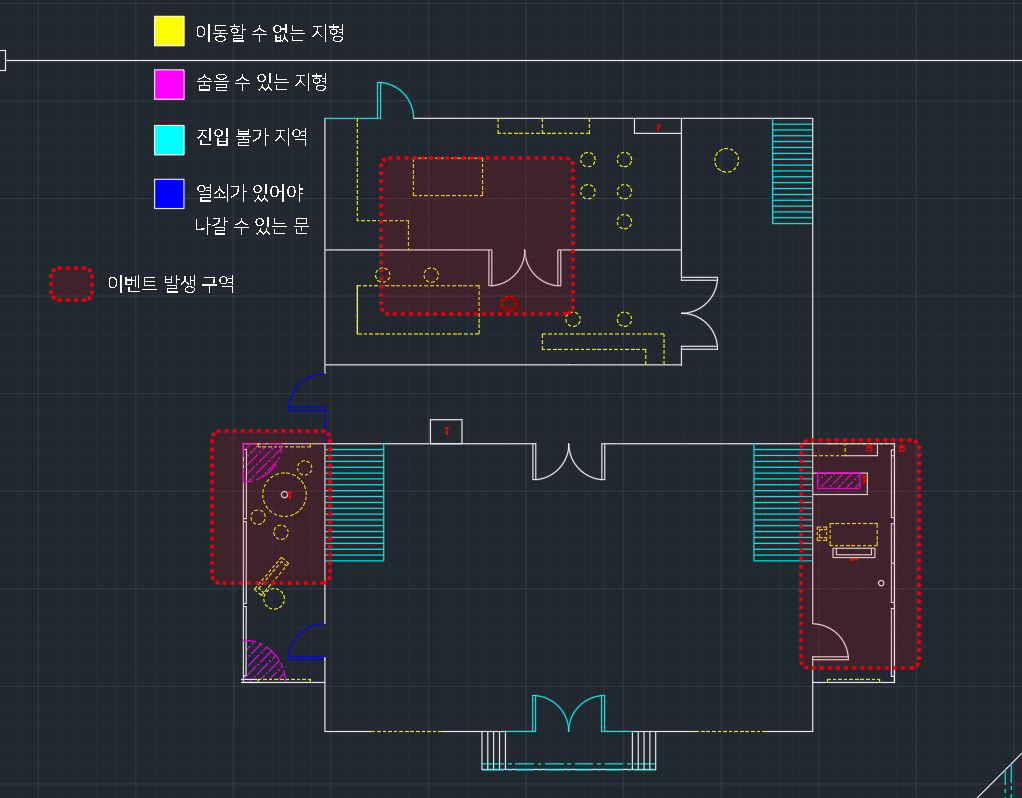 이동할 수 없는 지형
숨을 수 있는 지형
진입 불가 지역
열쇠가 있어야
나갈 수 있는 문
이벤트 발생 구역